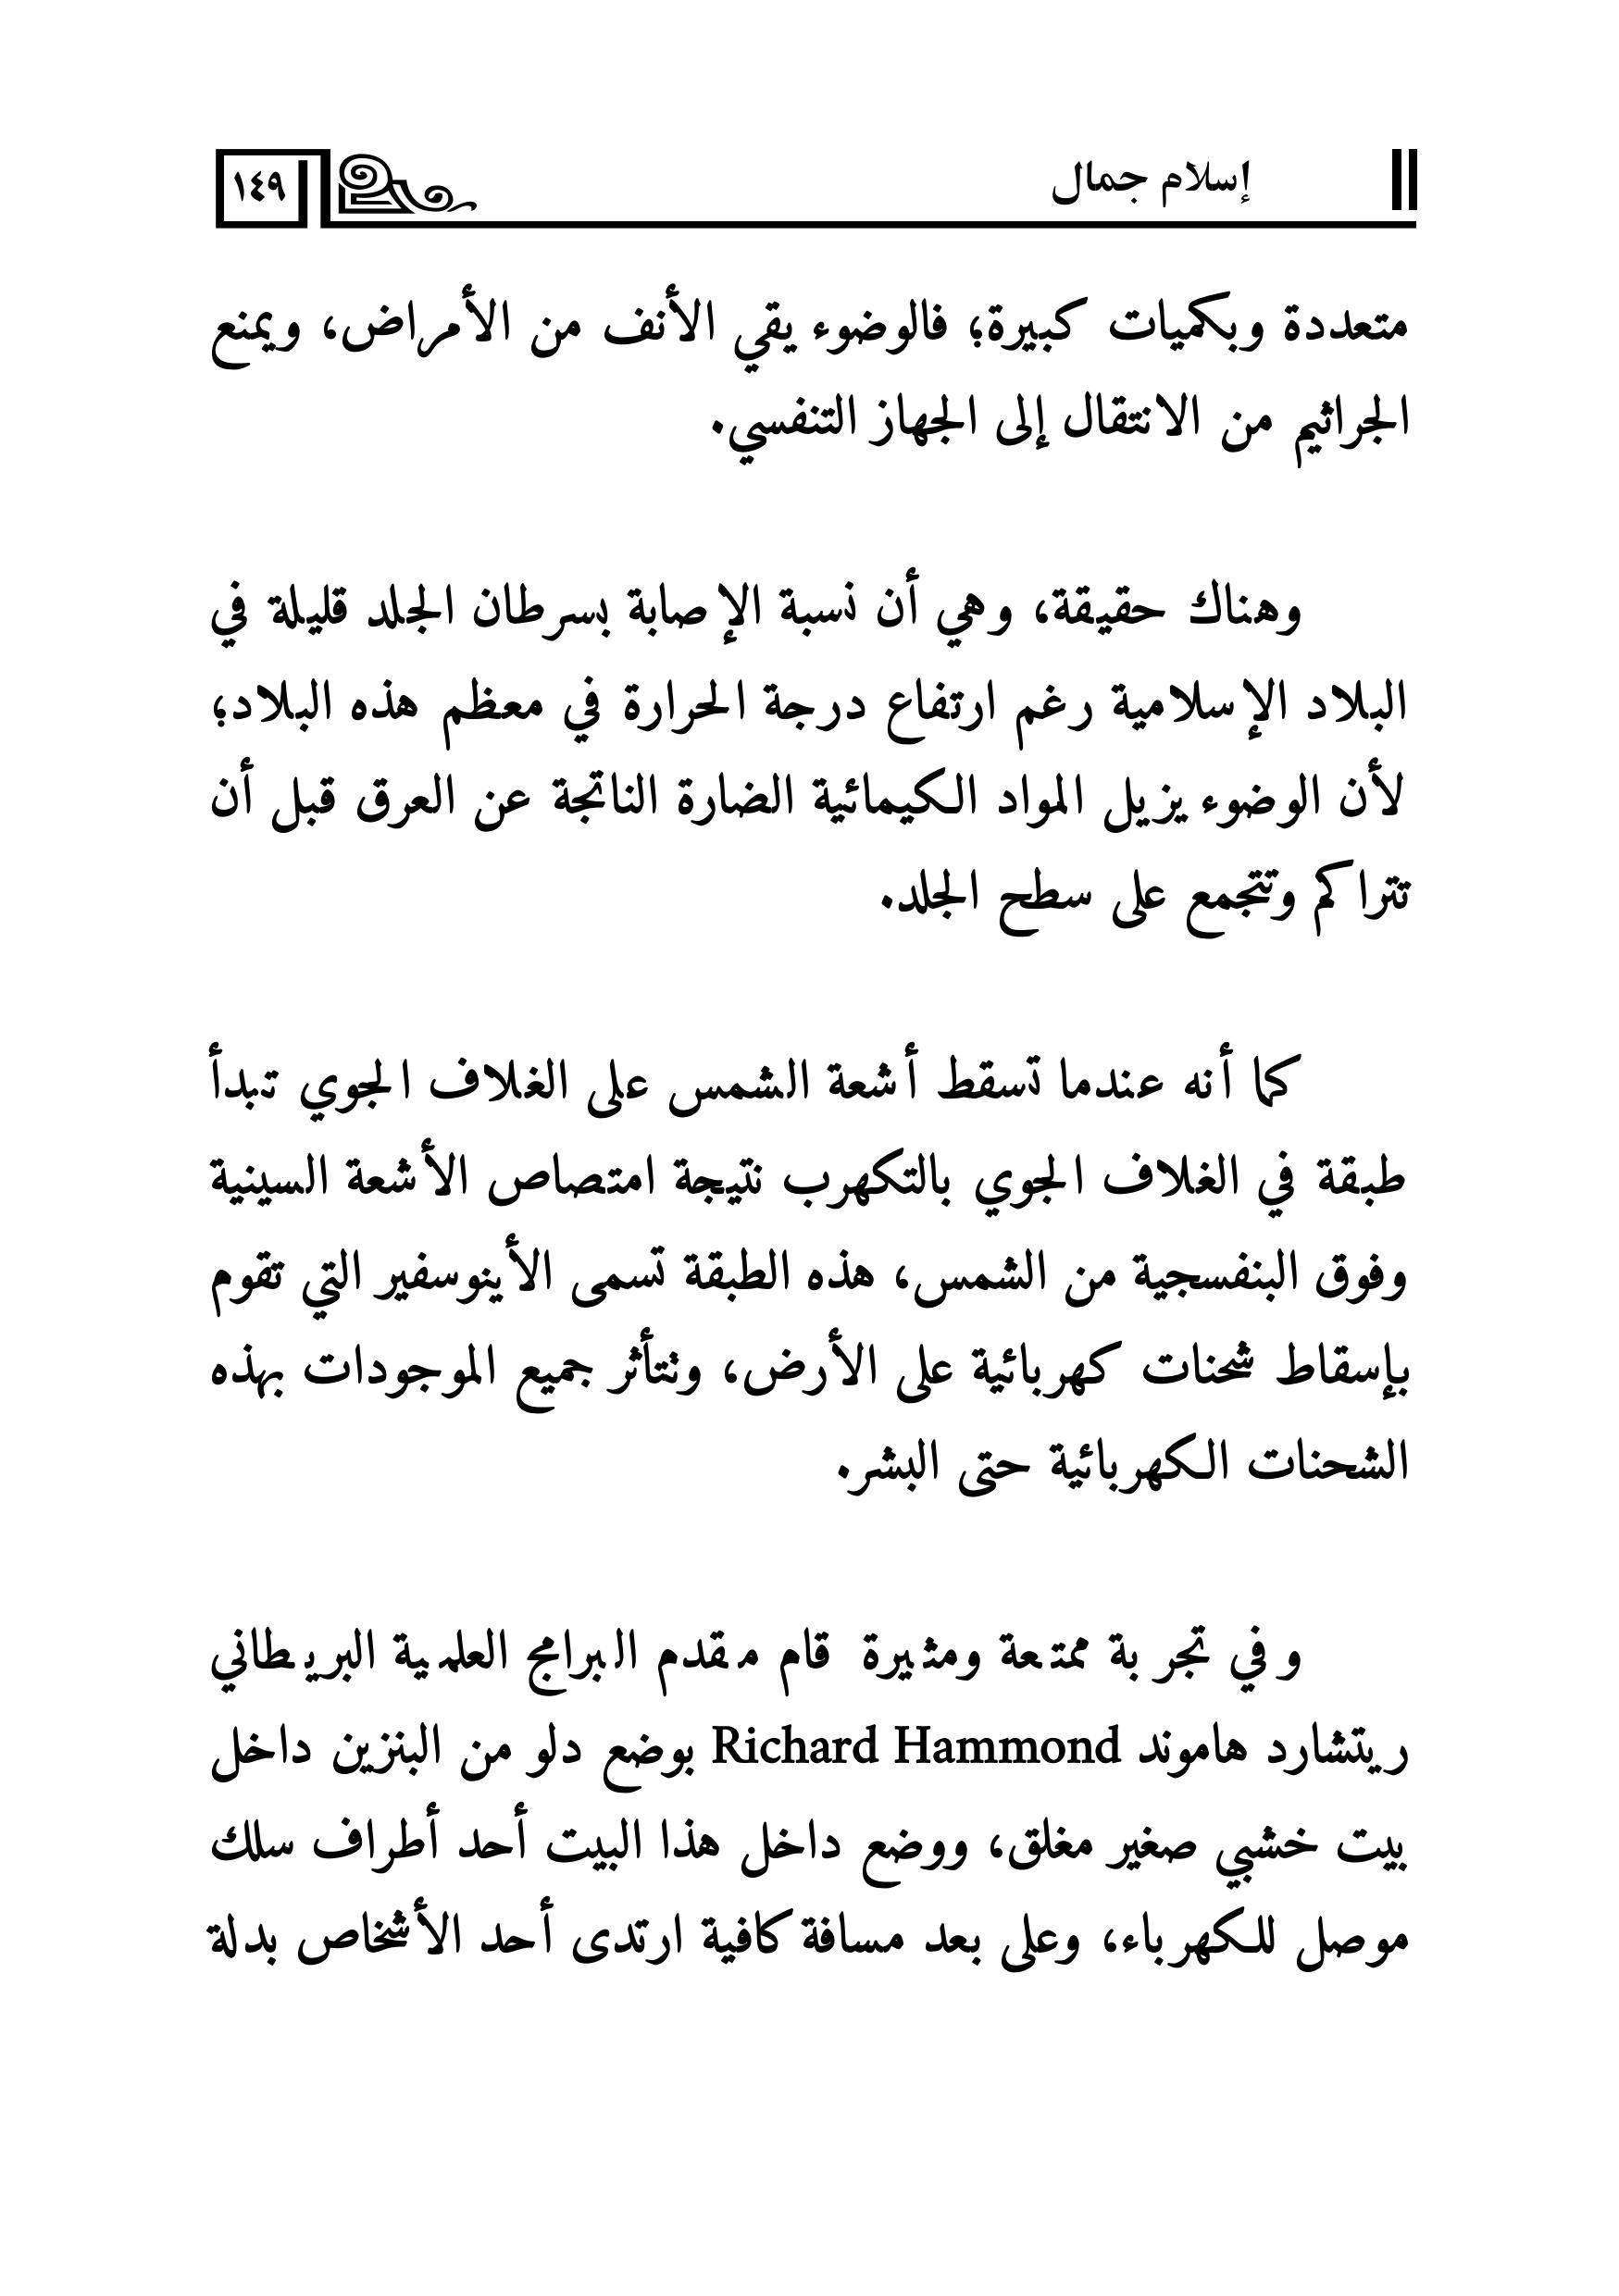 إسلام جمال
١٤٩
متعددة وبكميات كبيرة؛ فالوضوء يقي الأنف من الأمراض، ويمنع
الجراثيم من الانتقال إلى الجهاز التنفسي.
وهناك حقيقة، وهي أن نسبة الإصابة بسرطان الجلد قليلة في
البلاد الإسلامية رغم ارتفاع درجة الحرارة في معظم هذه البلاد؛
لأن الوضوء يزيل المواد الكيمائية الضارة الناتجة عن العرق قبل أن
تتراكم وتتجمع على سطح الجلد.
كما أنه عندما تسقط أشعة الشمس على الغلاف الجوي تبدأ
طبقة في الغلاف الجوي بالتكهرب نتيجة امتصاص الأشعة السينية
وفوق البنفسجية من الشمس، هذه الطبقة تسمى الأينوسفير التي تقوم
بإسقاط شحنات كهربائية على الأرض، وتتأثر جميع الموجودات بهذه
الشحنات الكهربائية حتى البشر.
وفي تجربة ممتعة ومثيرة قام مقدم البرامج العلمية البريطاني
ريتشارد هاموند Richard Hammond بوضع دلو من البنزين داخل
بيت خشبي صغير مغلق، ووضع داخل هذا البيت أحد أطراف سلك
موصل للكهرباء، وعلى بعد مسافة كافية ارتدى أحد الأشخاص بدلة